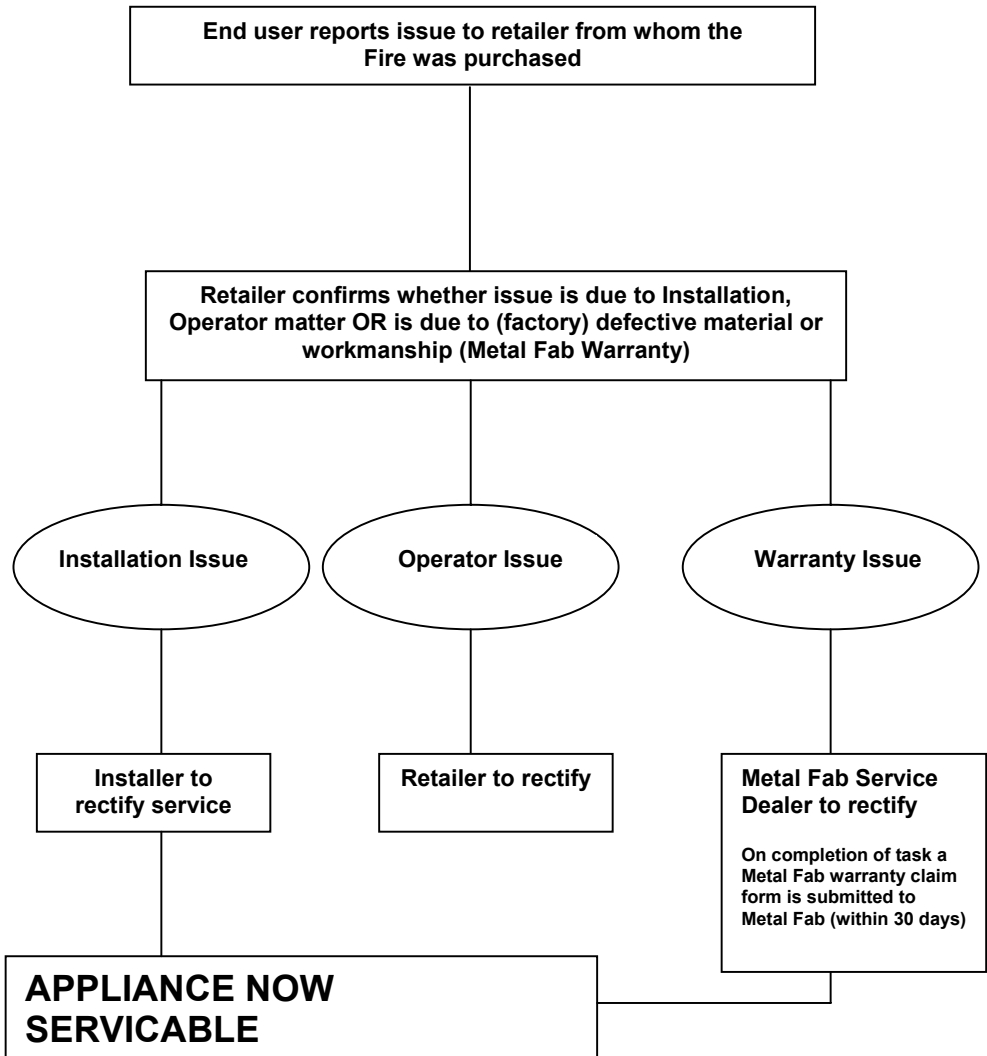 End user reports issue to retailer from whom the
Fire was purchased
Retailer confirms whether issue is due to Installation,
Operator matter OR is due to (factory) defective material or
workmanship (Metal Fab Warranty)
Installation Issue
Operator Issue
Warranty Issue
Installer to
rectify service
Retailer to rectify
Metal Fab Service
Dealer to rectify
On completion of task a
Metal Fab warranty claim
form is submitted to
Metal Fab (within 30 days)
APPLIANCE NOW
SERVICABLE